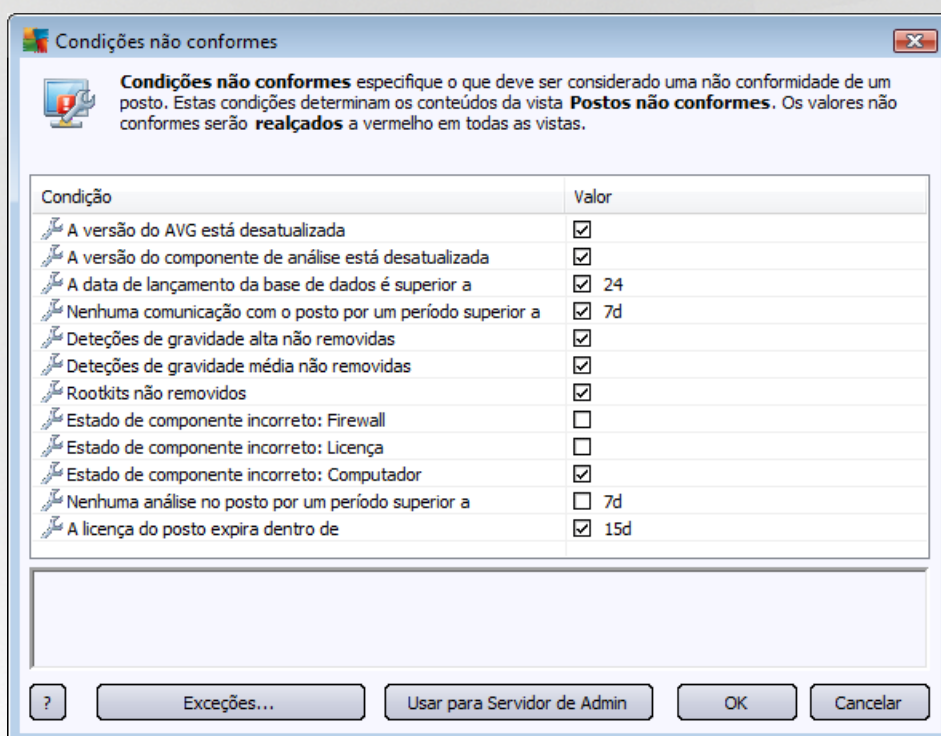 Condições não conformes
Condições não conformes especifique o que deve ser considerado uma não conformidade de um
posto. Estas condições determinam os conteúdos da vista Postos não conformes. Os valores não
conformes serão realçados a vermelho em todas as vistas.
Condição Valor
A versão do AVG está desatualizada
A versão do componente de análise está desatualizada
A data de lançamento da base de dados é superior a 24
Nenhuma comunicação com o posto por um período superior a 7d
Deteções de gravidade alta não removidas
Deteções de gravidade média não removidas
Rootkits não removidos
Estado de componente incorreto: Firewall
Estado de componente incorreto: Licença
Estado de componente incorreto: Computador
Nenhuma análise no posto por um período superior a 7d
A licença do posto expira dentro de 15d
? Exceções... Usar para Servidor de Admin OK Cancelar